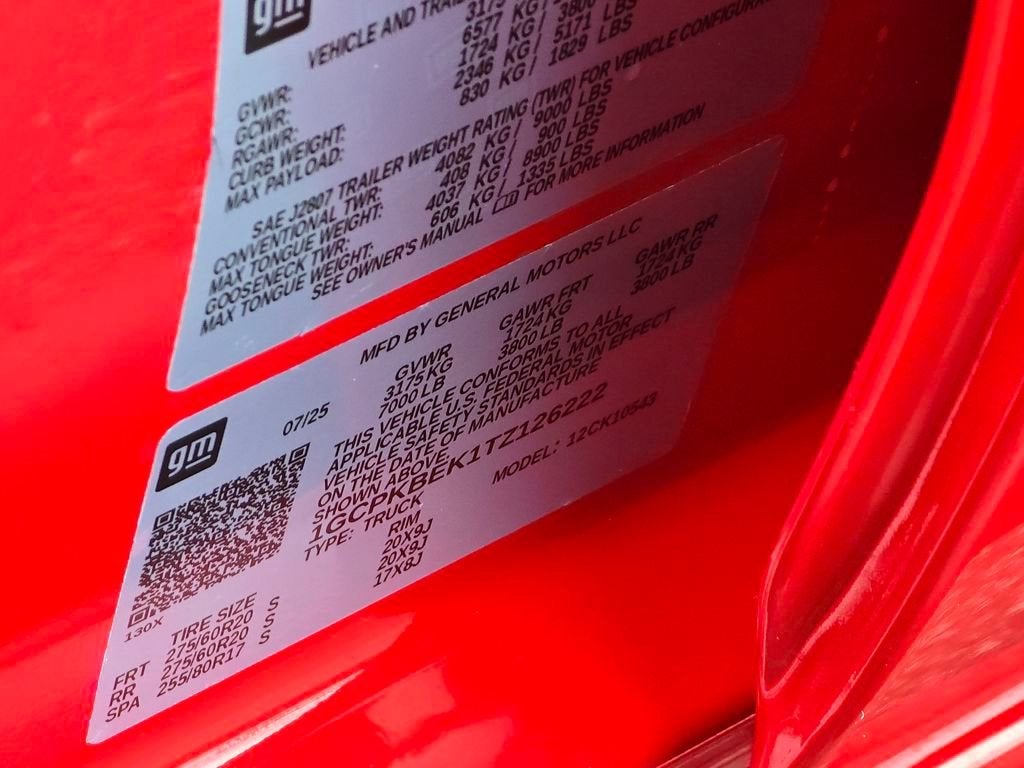 gm
VEHICLE AND TRAIL
GVWR: 3175 KG/
GCWR: 6577 KG/
RGAWR: 1724 KG/ 3800 LBS
CURB WEIGHT: 2346 KG/ 5171 LBS
MAX PAYLOAD: 830 KG/ 1829 LBS
SAE J2807 TRAILER WEIGHT RATING (TWR) FOR VEHICLE CONFIGURA
CONVENTIONAL TWR: 4082 KG/ 9000 LBS
MAX TONGUE WEIGHT: 408 KG/ 900 LBS
GOOSENECK TWR: 4037 KG/ 8900 LBS
MAX TONGUE WEIGHT: 606 KG/ 1335 LBS
SEE OWNER'S MANUAL FOR MORE INFORMATION
gm
07/25
MFD BY GENERAL MOTORS LLC
GVWR GAWR FRT GAWR RR
3175KG 1724KG 1724KG
7000 LB 3800 LB 3800 LB
THIS VEHICLE CONFORMS TO ALL
APPLICABLE U.S. FEDERAL MOTOR
VEHICLE SAFETY STANDARDS IN EFFECT
ON THE DATE OF MANUFACTURE
SHOWN ABOVE.
1GCPKBEK1TZ126222
TYPE: TRUCK MODEL: 12CK10543
130X
TIRE SIZE RIM
FRT 275/60R20 S 20X9J
RR 275/60R20 S 20X9J
SPA 255/80R17 S 17X8J